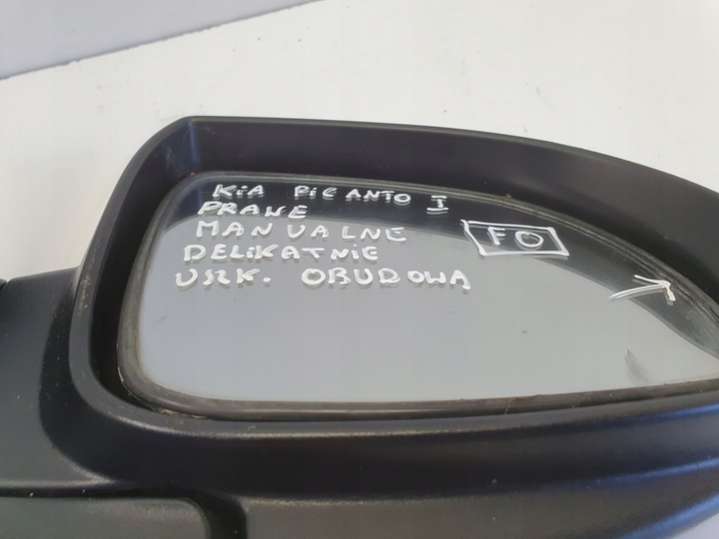 KIA PICANTO I
PRAWE
MANUALNE
FO
DELIKATNIE
USZK. OBUDOWA